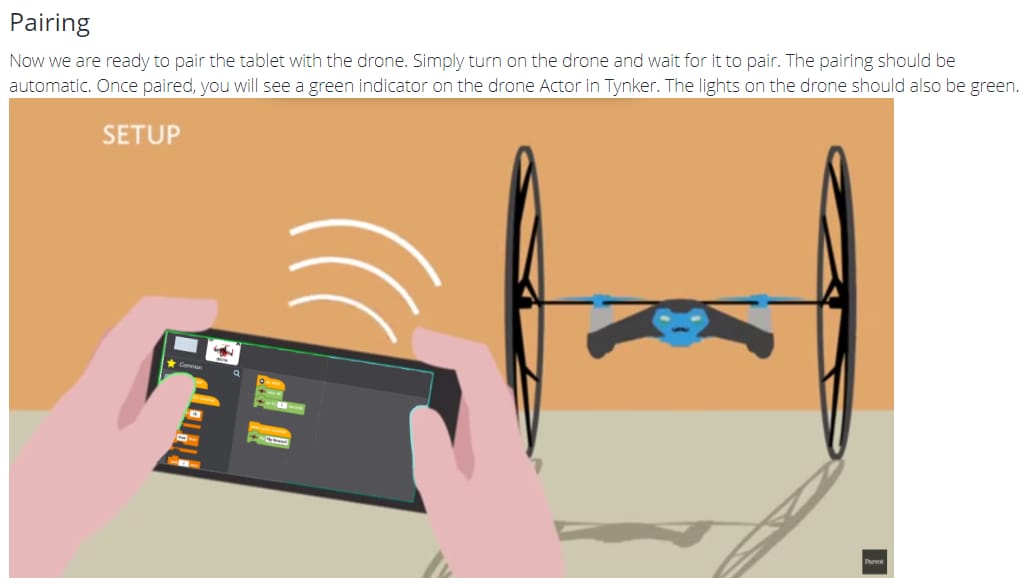 Pairing
Now we are ready to pair the tablet with the drone. Simply turn on the drone and wait for it to pair. The pairing should be
automatic. Once paired, you will see a green indicator on the drone Actor in Tynker. The lights on the drone should also be green.
SETUP
Common
Parrot